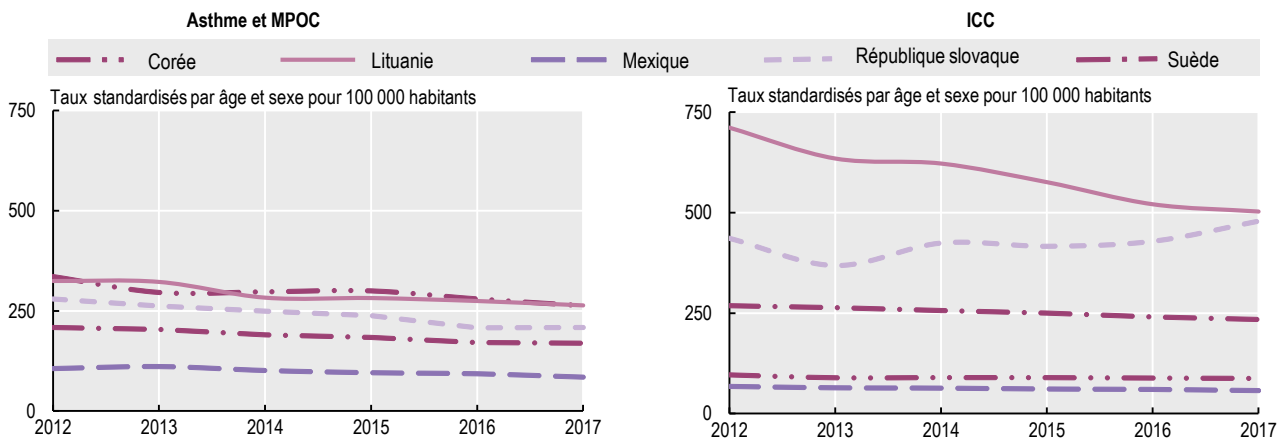 Asthme et MPOC
ICC
Corée Lituanie Mexique République slovaque Suède
Taux standardisés par âge et sexe pour 100 000 habitants
750
500
250
0
2012 2013 2014 2015 2016 2017
Taux standardisés par âge et sexe pour 100 000 habitants
750
500
250
0
2012 2013 2014 2015 2016 2017